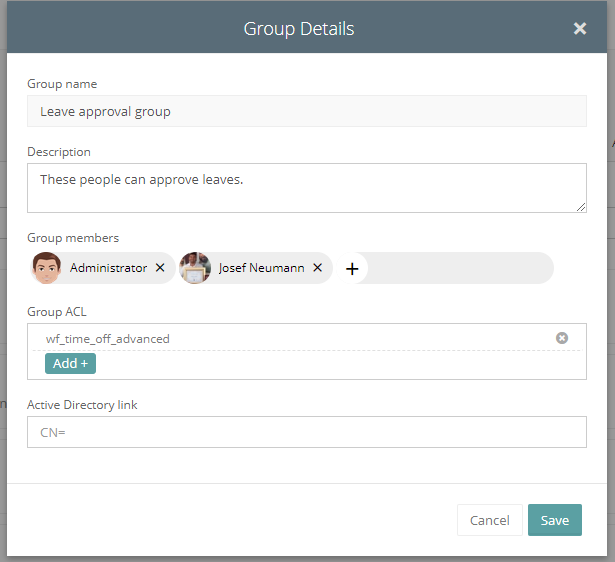 Group Details
Group name
Leave approval group
Description
These people can approve leaves.
Group members
Administrator
Josef Neumann
Group ACL
wf_time_off_advanced
Add +
Active Directory link
CN=
Cancel Save